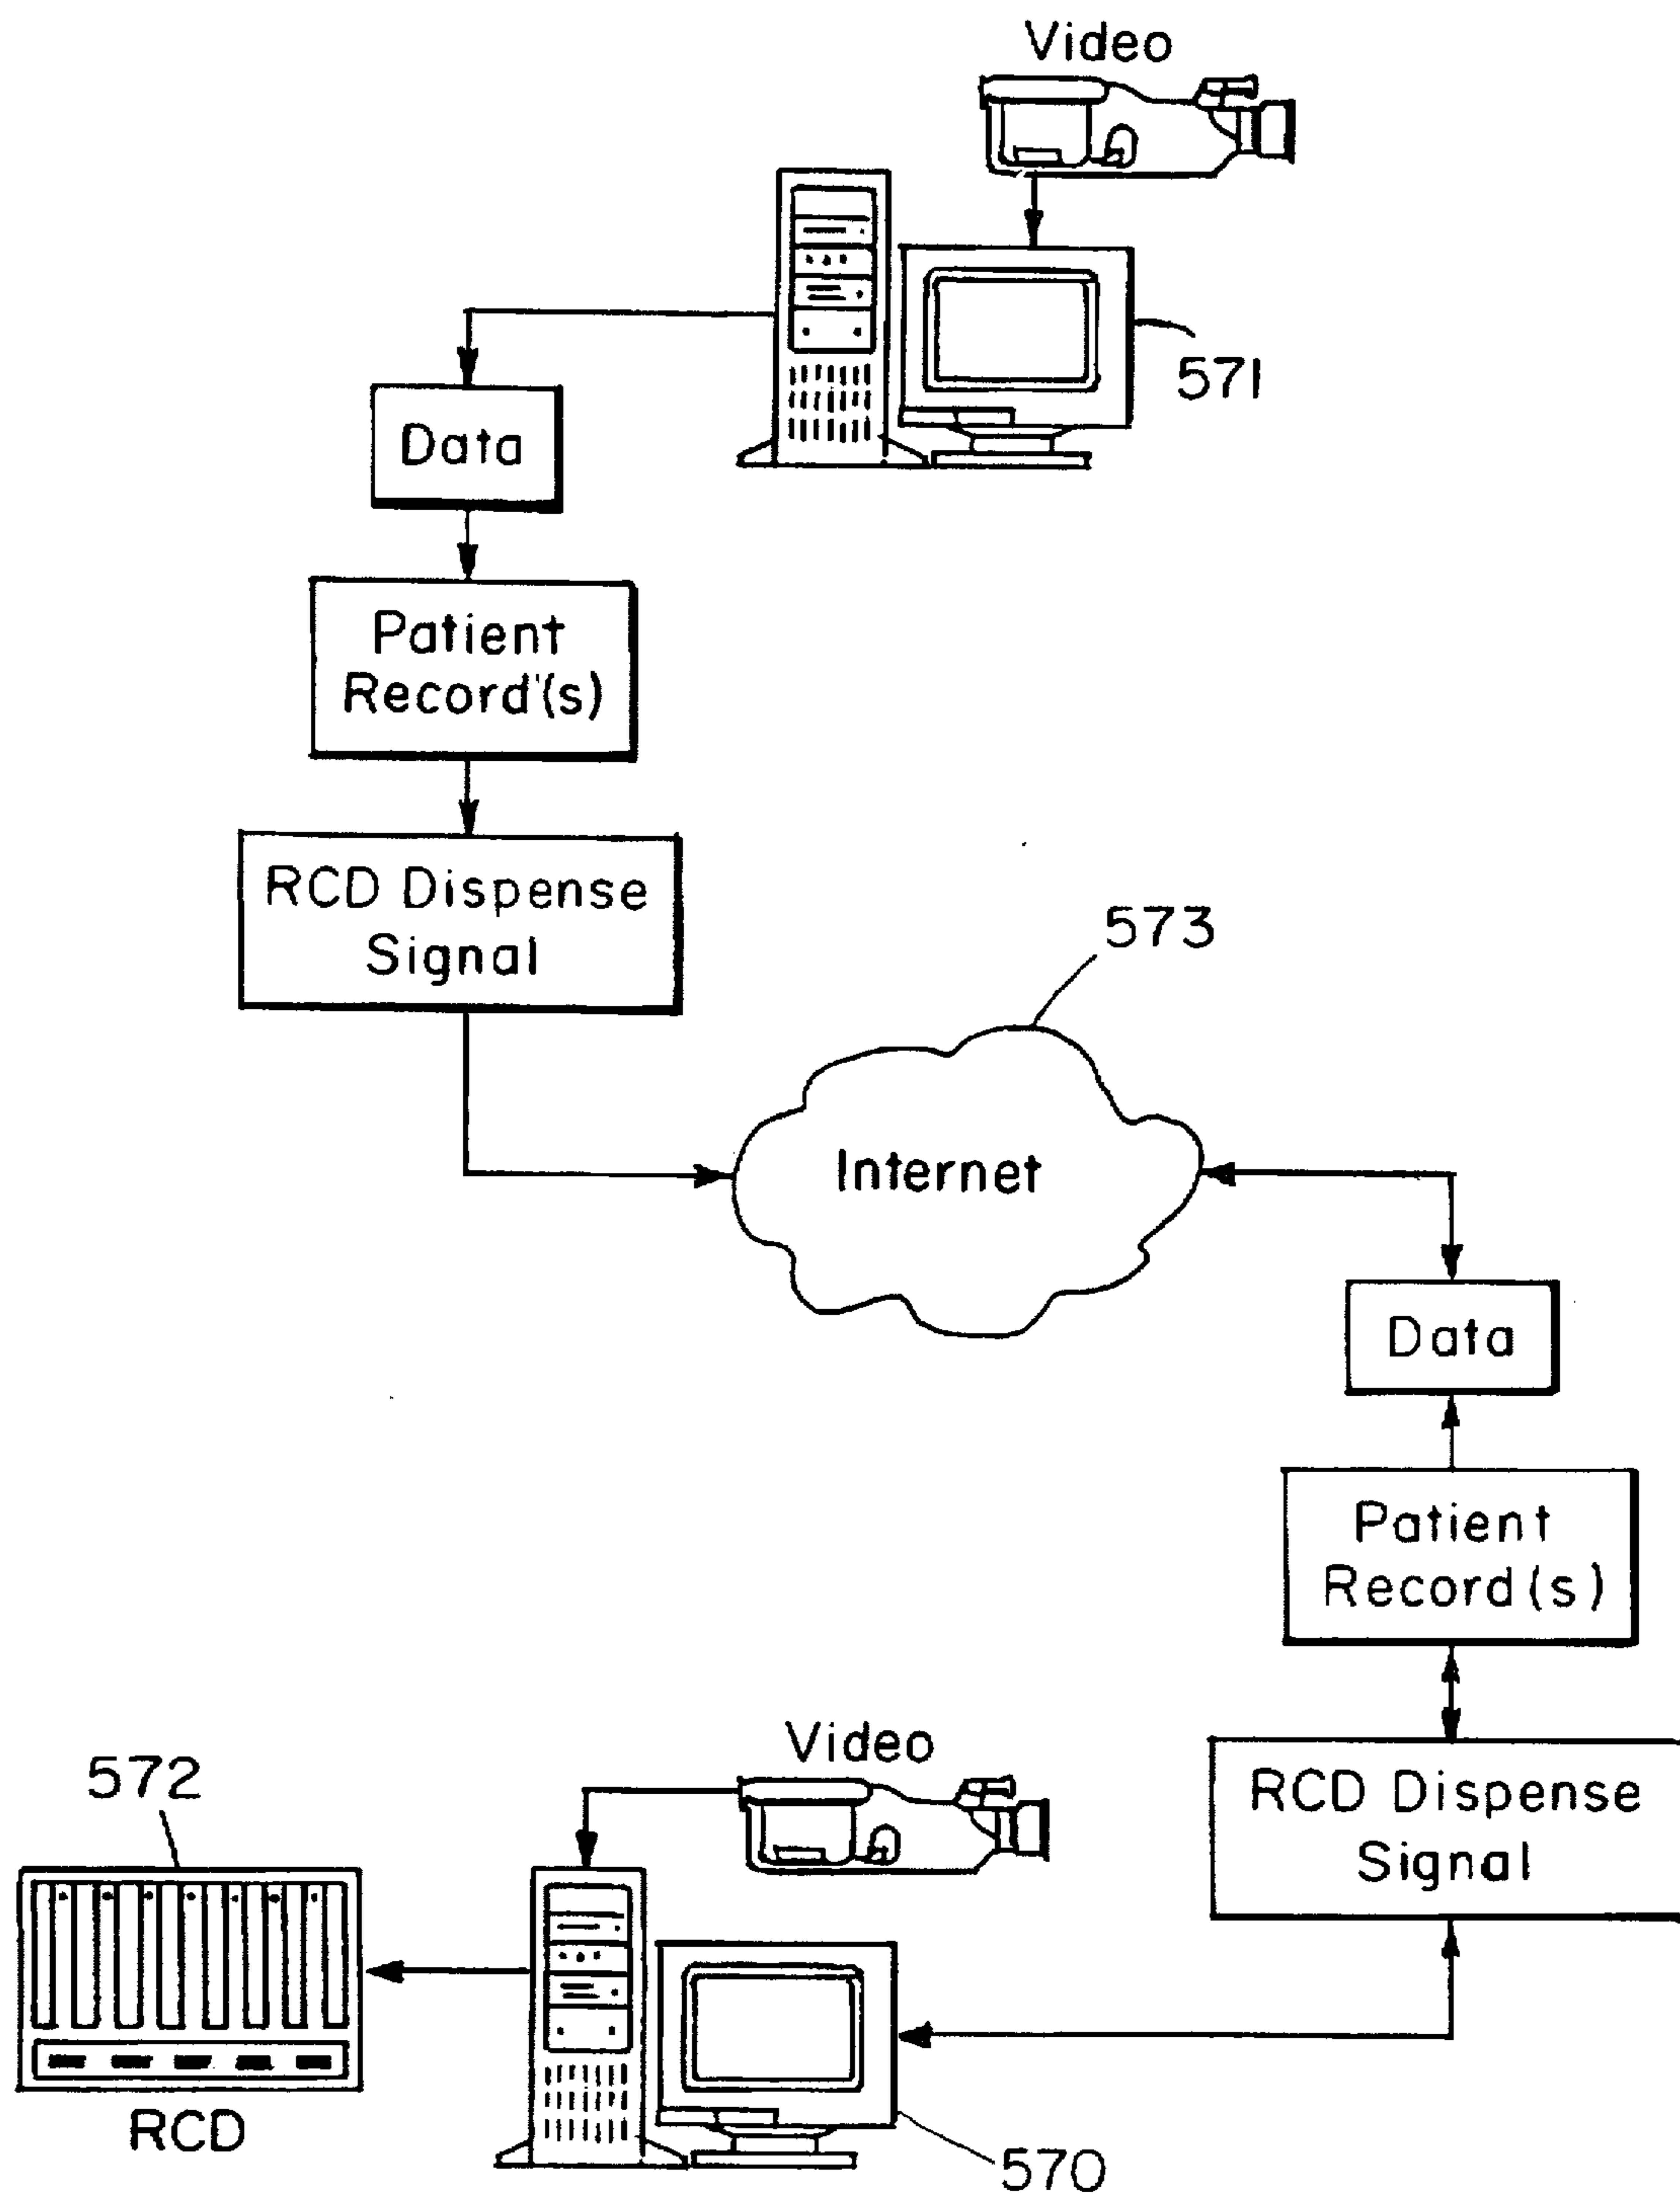 Video
571
Data
Patient
Record'(s)
RCD Dispense
Signal
573
Internet
Data
Patient
Record(s)
RCD Dispense
Signal
Video
572
RCD
570